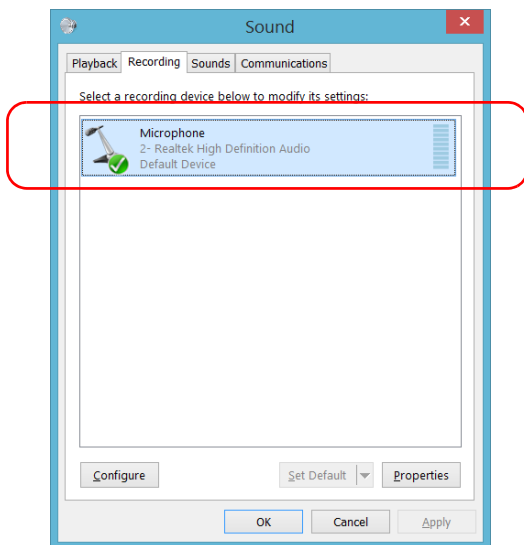 Sound
Playback Recording Sounds Communications
Select a recording device below to modify its settings:
Microphone
2- Realtek High Definition Audio
Default Device
Configure Set Default Properties
OK Cancel Apply